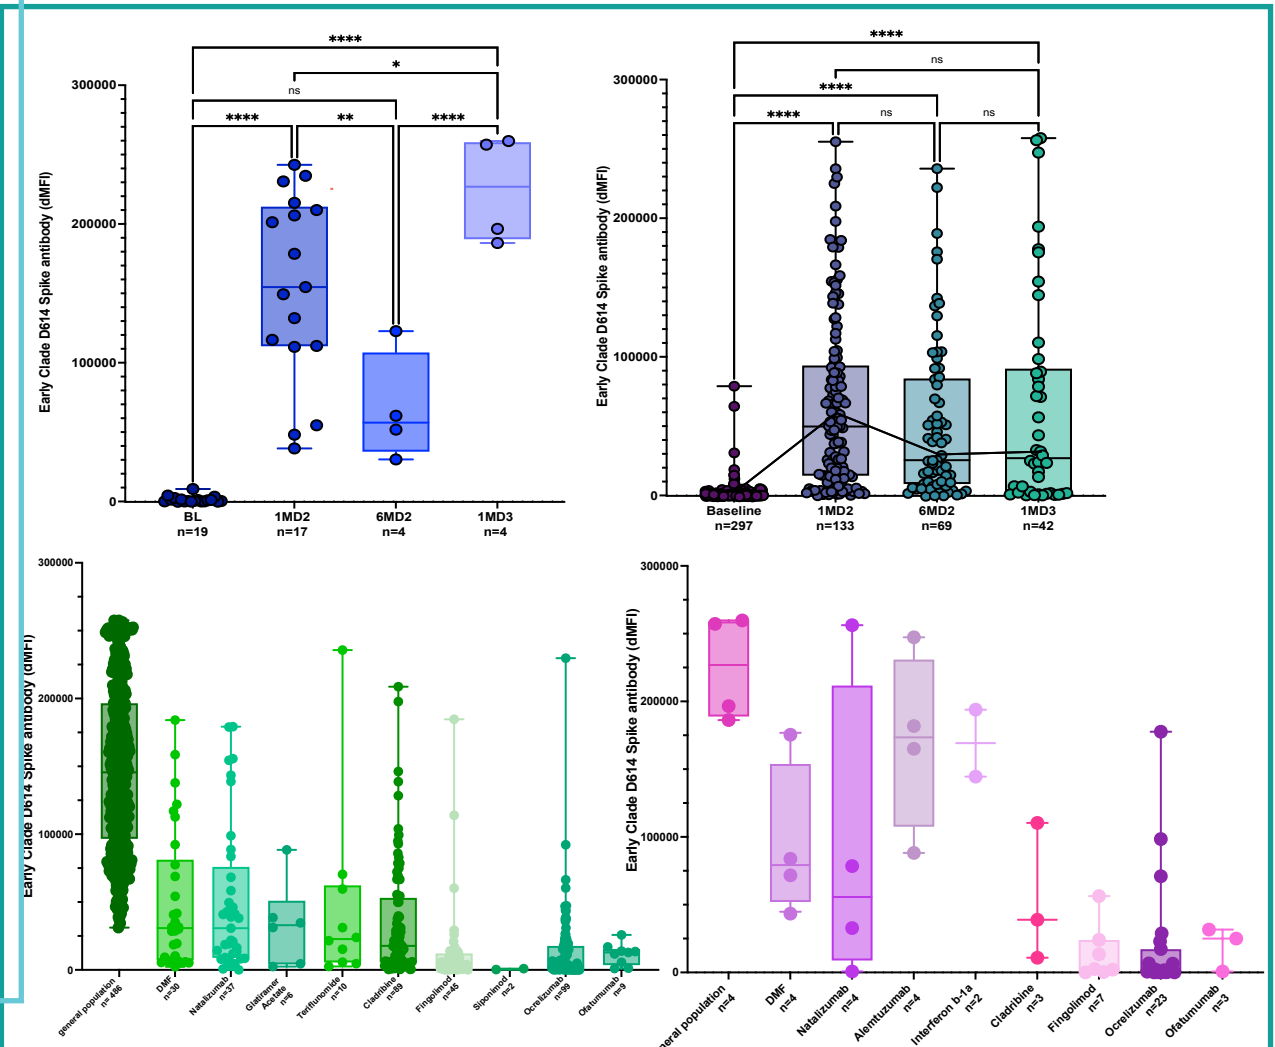 ****
*
ns
****
**
****
300000
200000
100000
0
Early Clade D614 Spike antibody (dMFI)
BL
n=19
1MD2
n=17
6MD2
n=4
1MD3
n=4
****
ns
****
****
ns
ns
300000
200000
100000
0
Early Clade D614 Spike antibody (dMFI)
Baseline
n=297
1MD2
n=133
6MD2
n=69
1MD3
n=42
300000
200000
100000
0
Early Clade D614 Spike antibody (dMFI)
general population
n= 486
DMF
n=30
Natalizumab
n=37
Glatiramer
Acetate
n=6
Teriflunomide
n=10
Cladribine
n=89
Fingolimod
n=45
Siponimod
n=2
Ocrelizumab
n=99
Ofatumumab
n=9
300000
200000
100000
0
Early Clade D614 Spike antibody (dMFI)
neral population
n=4
DMF
n=4
Natalizumab
n=4
Alemtuzumab
n=4
Interferon b-1a
n=2
Cladribine
n=3
Fingolimod
n=7
Ocrelizumab
n=23
Ofatumumab
n=3